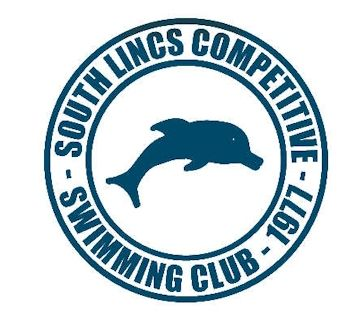 - SOUTH LINCS COMPETITIVE -
SWIMMING CLUB - 1977